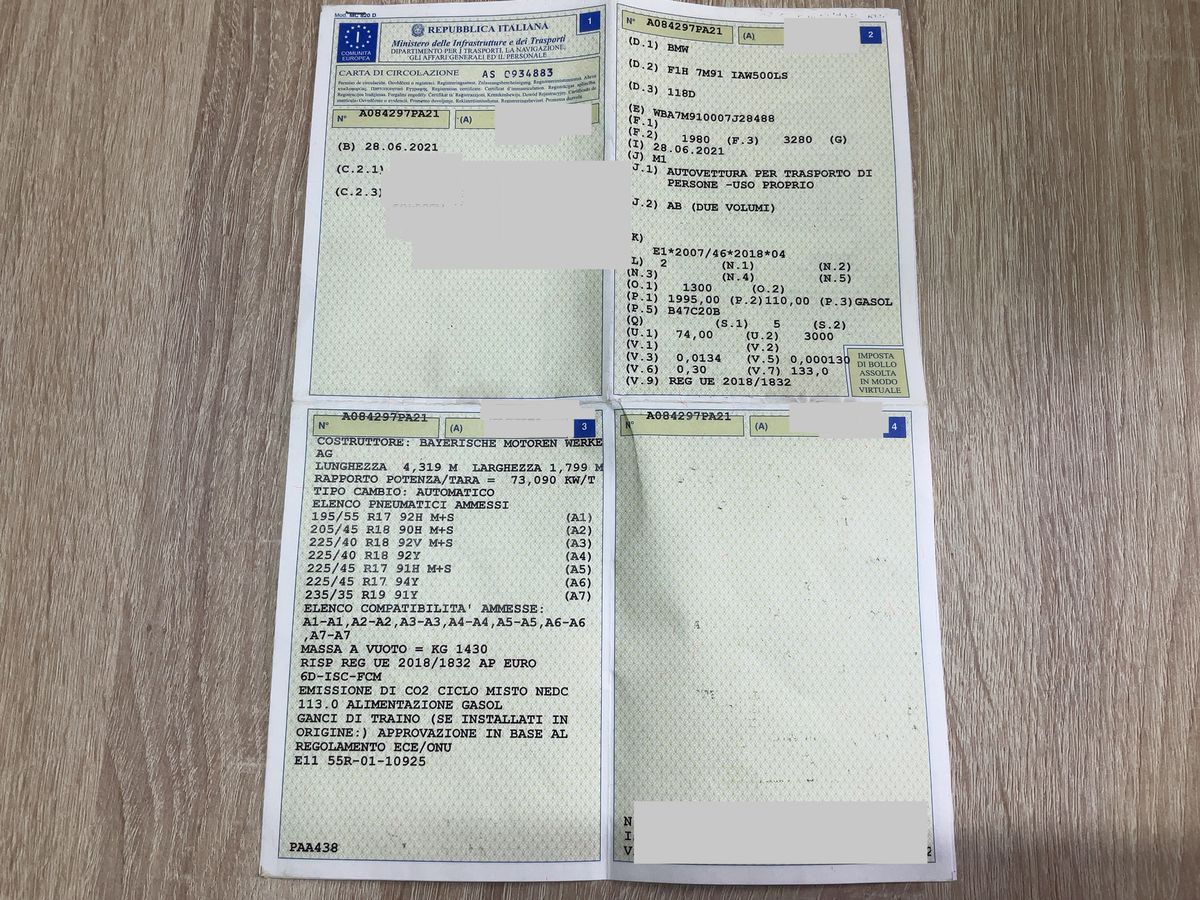 Mod. MC 820 D
REPUBBLICA ITALIANA
1
I
COMUNITÀ
EUROPEA
Ministero delle Infrastrutture e dei Trasporti
DIPARTIMENTO PER I TRASPORTI, LA NAVIGAZIONE,
GLI AFFARI GENERALI ED IL PERSONALE
CARTA DI CIRCOLAZIONE AS 0934883
N° A084297PA21 (A)
(B) 28.06.2021
(C.2.1)
(C.2.3)
N° A084297PA21 (A)
2
(D.1) BMW
(D.2) F1H 7M91 IAW500LS
(D.3) 118D
(E) WBA7M910007J28488
(F.1)
(F.2) 1980 (F.3) 3280 (G)
(I) 28.06.2021
(J) M1
J.1) AUTOVETTURA PER TRASPORTO DI
PERSONE -USO PROPRIO
J.2) AB (DUE VOLUMI)
K)
E1*2007/46*2018*04
L) 2 (N.1) (N.2)
(N.3) (N.4) (N.5)
(O.1) 1300 (O.2)
(P.1) 1995,00 (P.2)110,00 (P.3)GASOL
(P.5) B47C20B
(Q) (S.1) 5 (S.2)
(U.1) 74,00 (U.2) 3000
(V.1) (V.2)
(V.3) 0,0134 (V.5) 0,000130
(V.6) 0,30 (V.7) 133,0
(V.9) REG UE 2018/1832
IMPOSTA
DI BOLLO
ASSOLTA
IN MODO
VIRTUALE
N° A084297PA21 (A)
3
COSTRUTTORE: BAYERISCHE MOTOREN WERKE
AG
LUNGHEZZA 4,319 M LARGHEZZA 1,799 M
RAPPORTO POTENZA/TARA = 73,090 KW/T
TIPO CAMBIO: AUTOMATICO
ELENCO PNEUMATICI AMMESSI
195/55 R17 92H M+S (A1)
205/45 R18 90H M+S (A2)
225/40 R18 92V M+S (A3)
225/40 R18 92Y (A4)
225/45 R17 91H M+S (A5)
225/45 R17 94Y (A6)
235/35 R19 91Y (A7)
ELENCO COMPATIBILITA' AMMESSE:
A1-A1,A2-A2,A3-A3,A4-A4,A5-A5,A6-A6
,A7-A7
MASSA A VUOTO = KG 1430
RISP REG UE 2018/1832 AP EURO
6D-ISC-FCM
EMISSIONE DI CO2 CICLO MISTO NEDC
113.0 ALIMENTAZIONE GASOL
GANCI DI TRAINO (SE INSTALLATI IN
ORIGINE:) APPROVAZIONE IN BASE AL
REGOLAMENTO ECE/ONU
E11 55R-01-10925
PAA438
N° A084297PA21 (A)
4
N
I
V 2